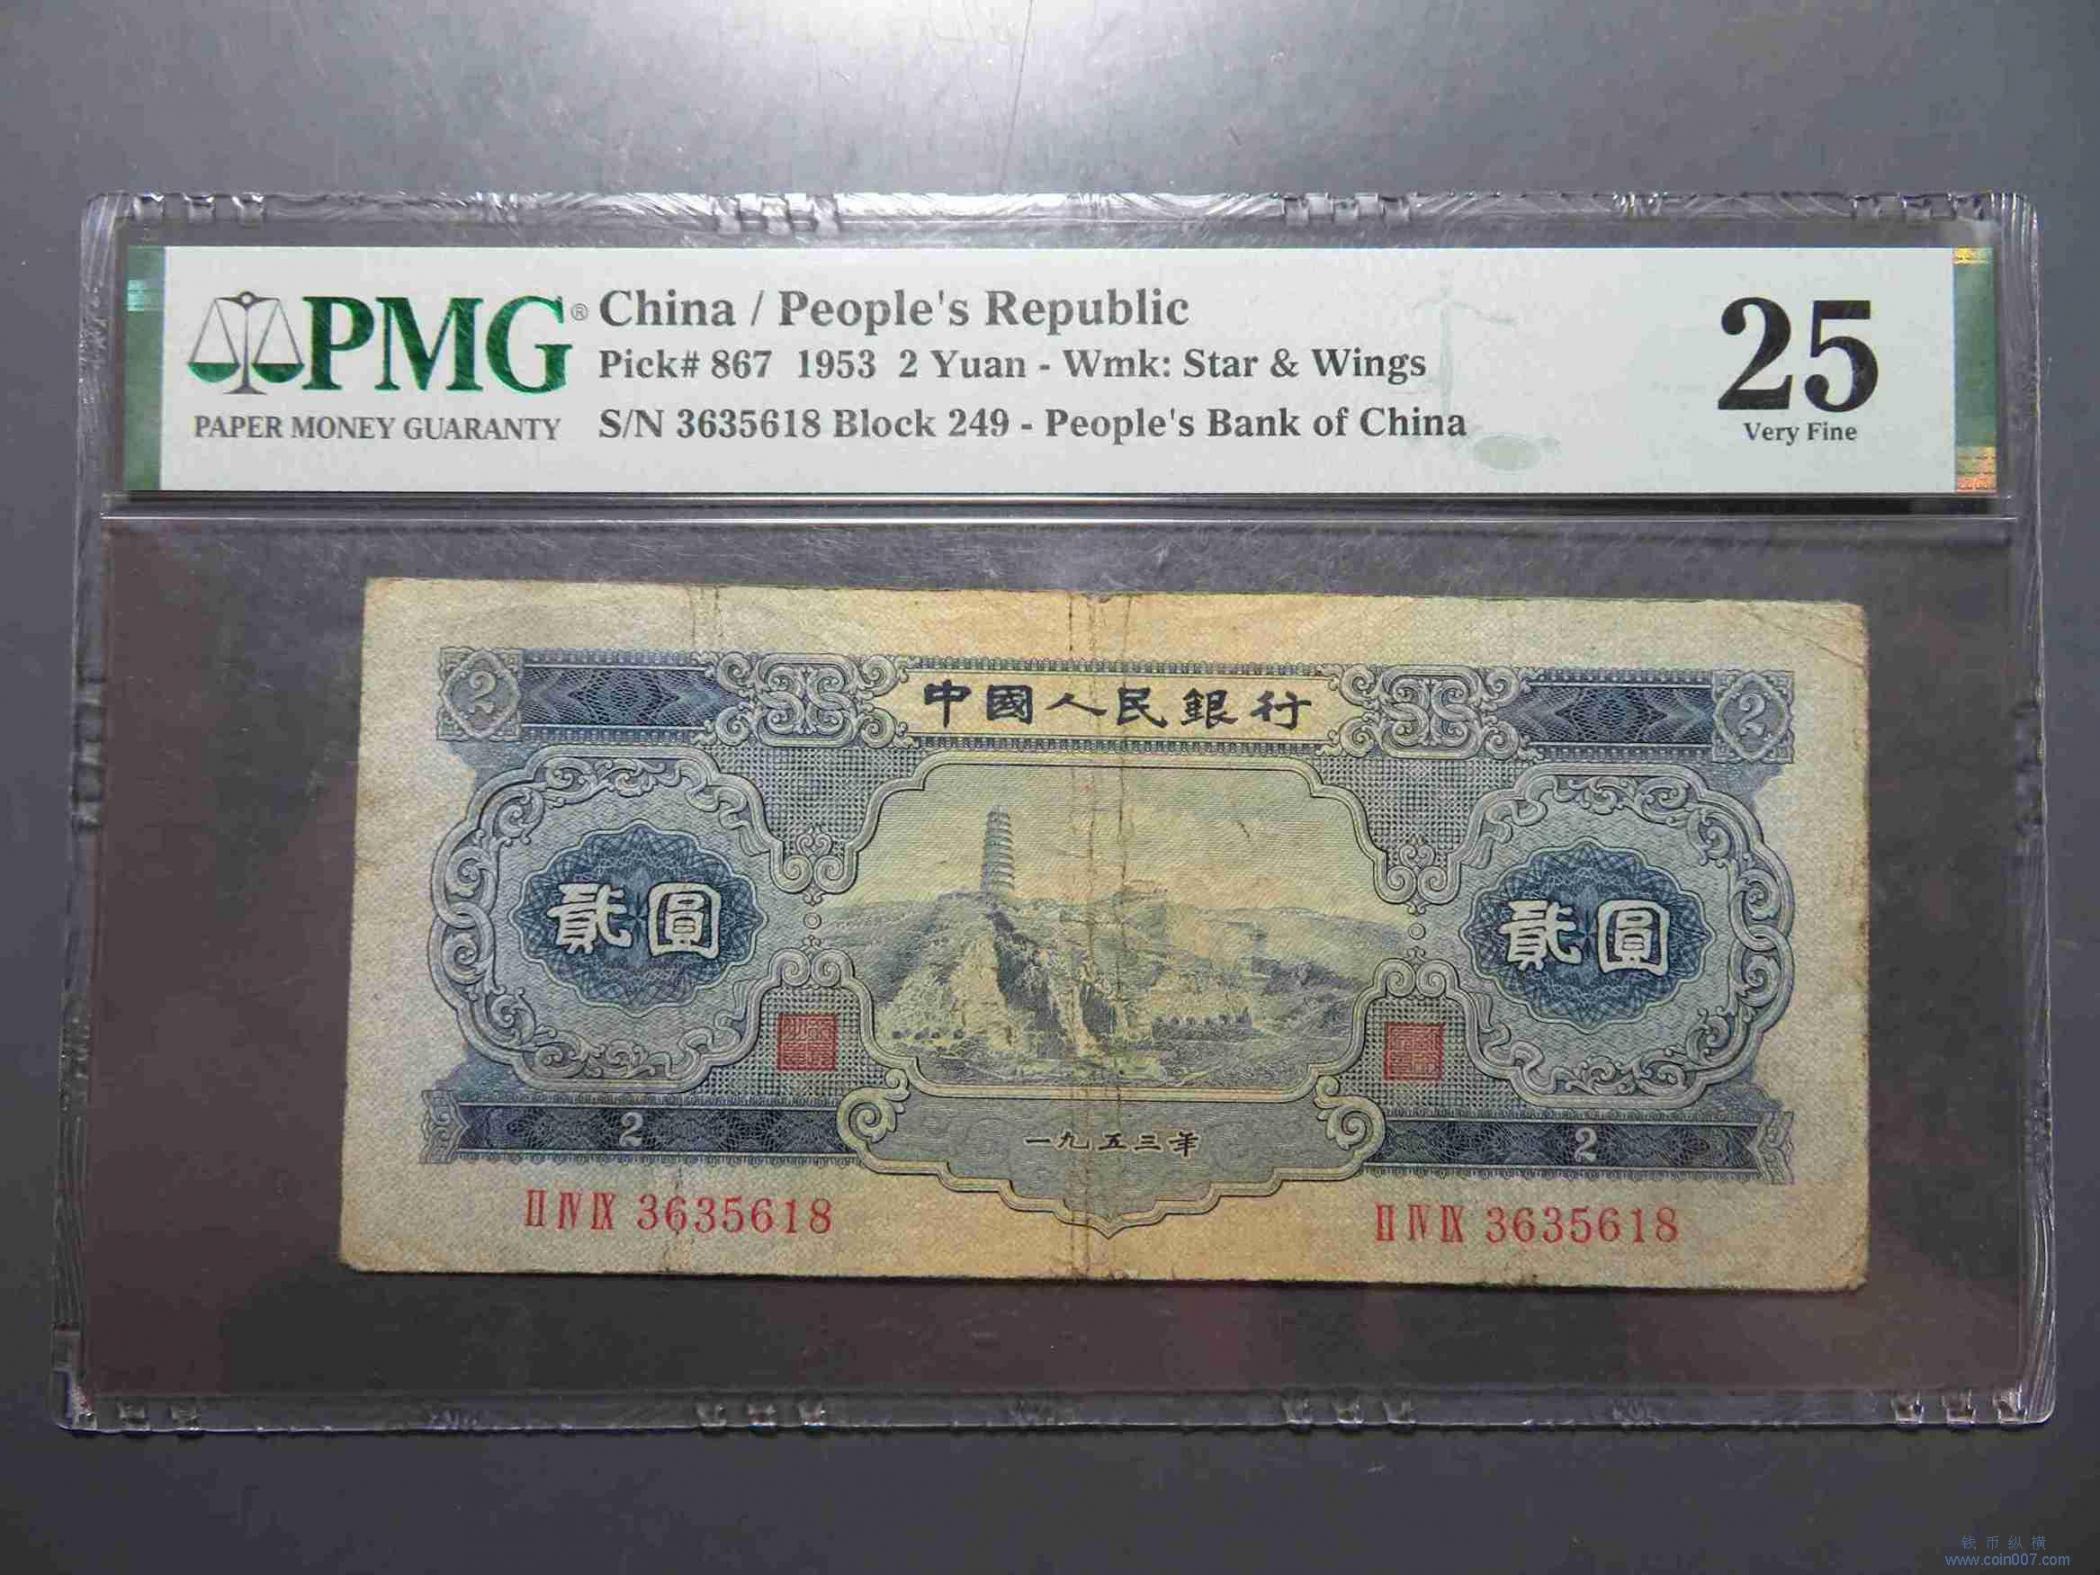 PMG® China / People's Republic
Pick# 867 1953 2 Yuan - Wmk: Star & Wings
PAPER MONEY GUARANTY S/N 3635618 Block 249 - People's Bank of China
25
Very Fine
2 中國人民銀行 2
貳圓 貳圓
2 一九五三年 2
II IV IX 3635618 II IV IX 3635618
钱币纵横
www.coin007.com